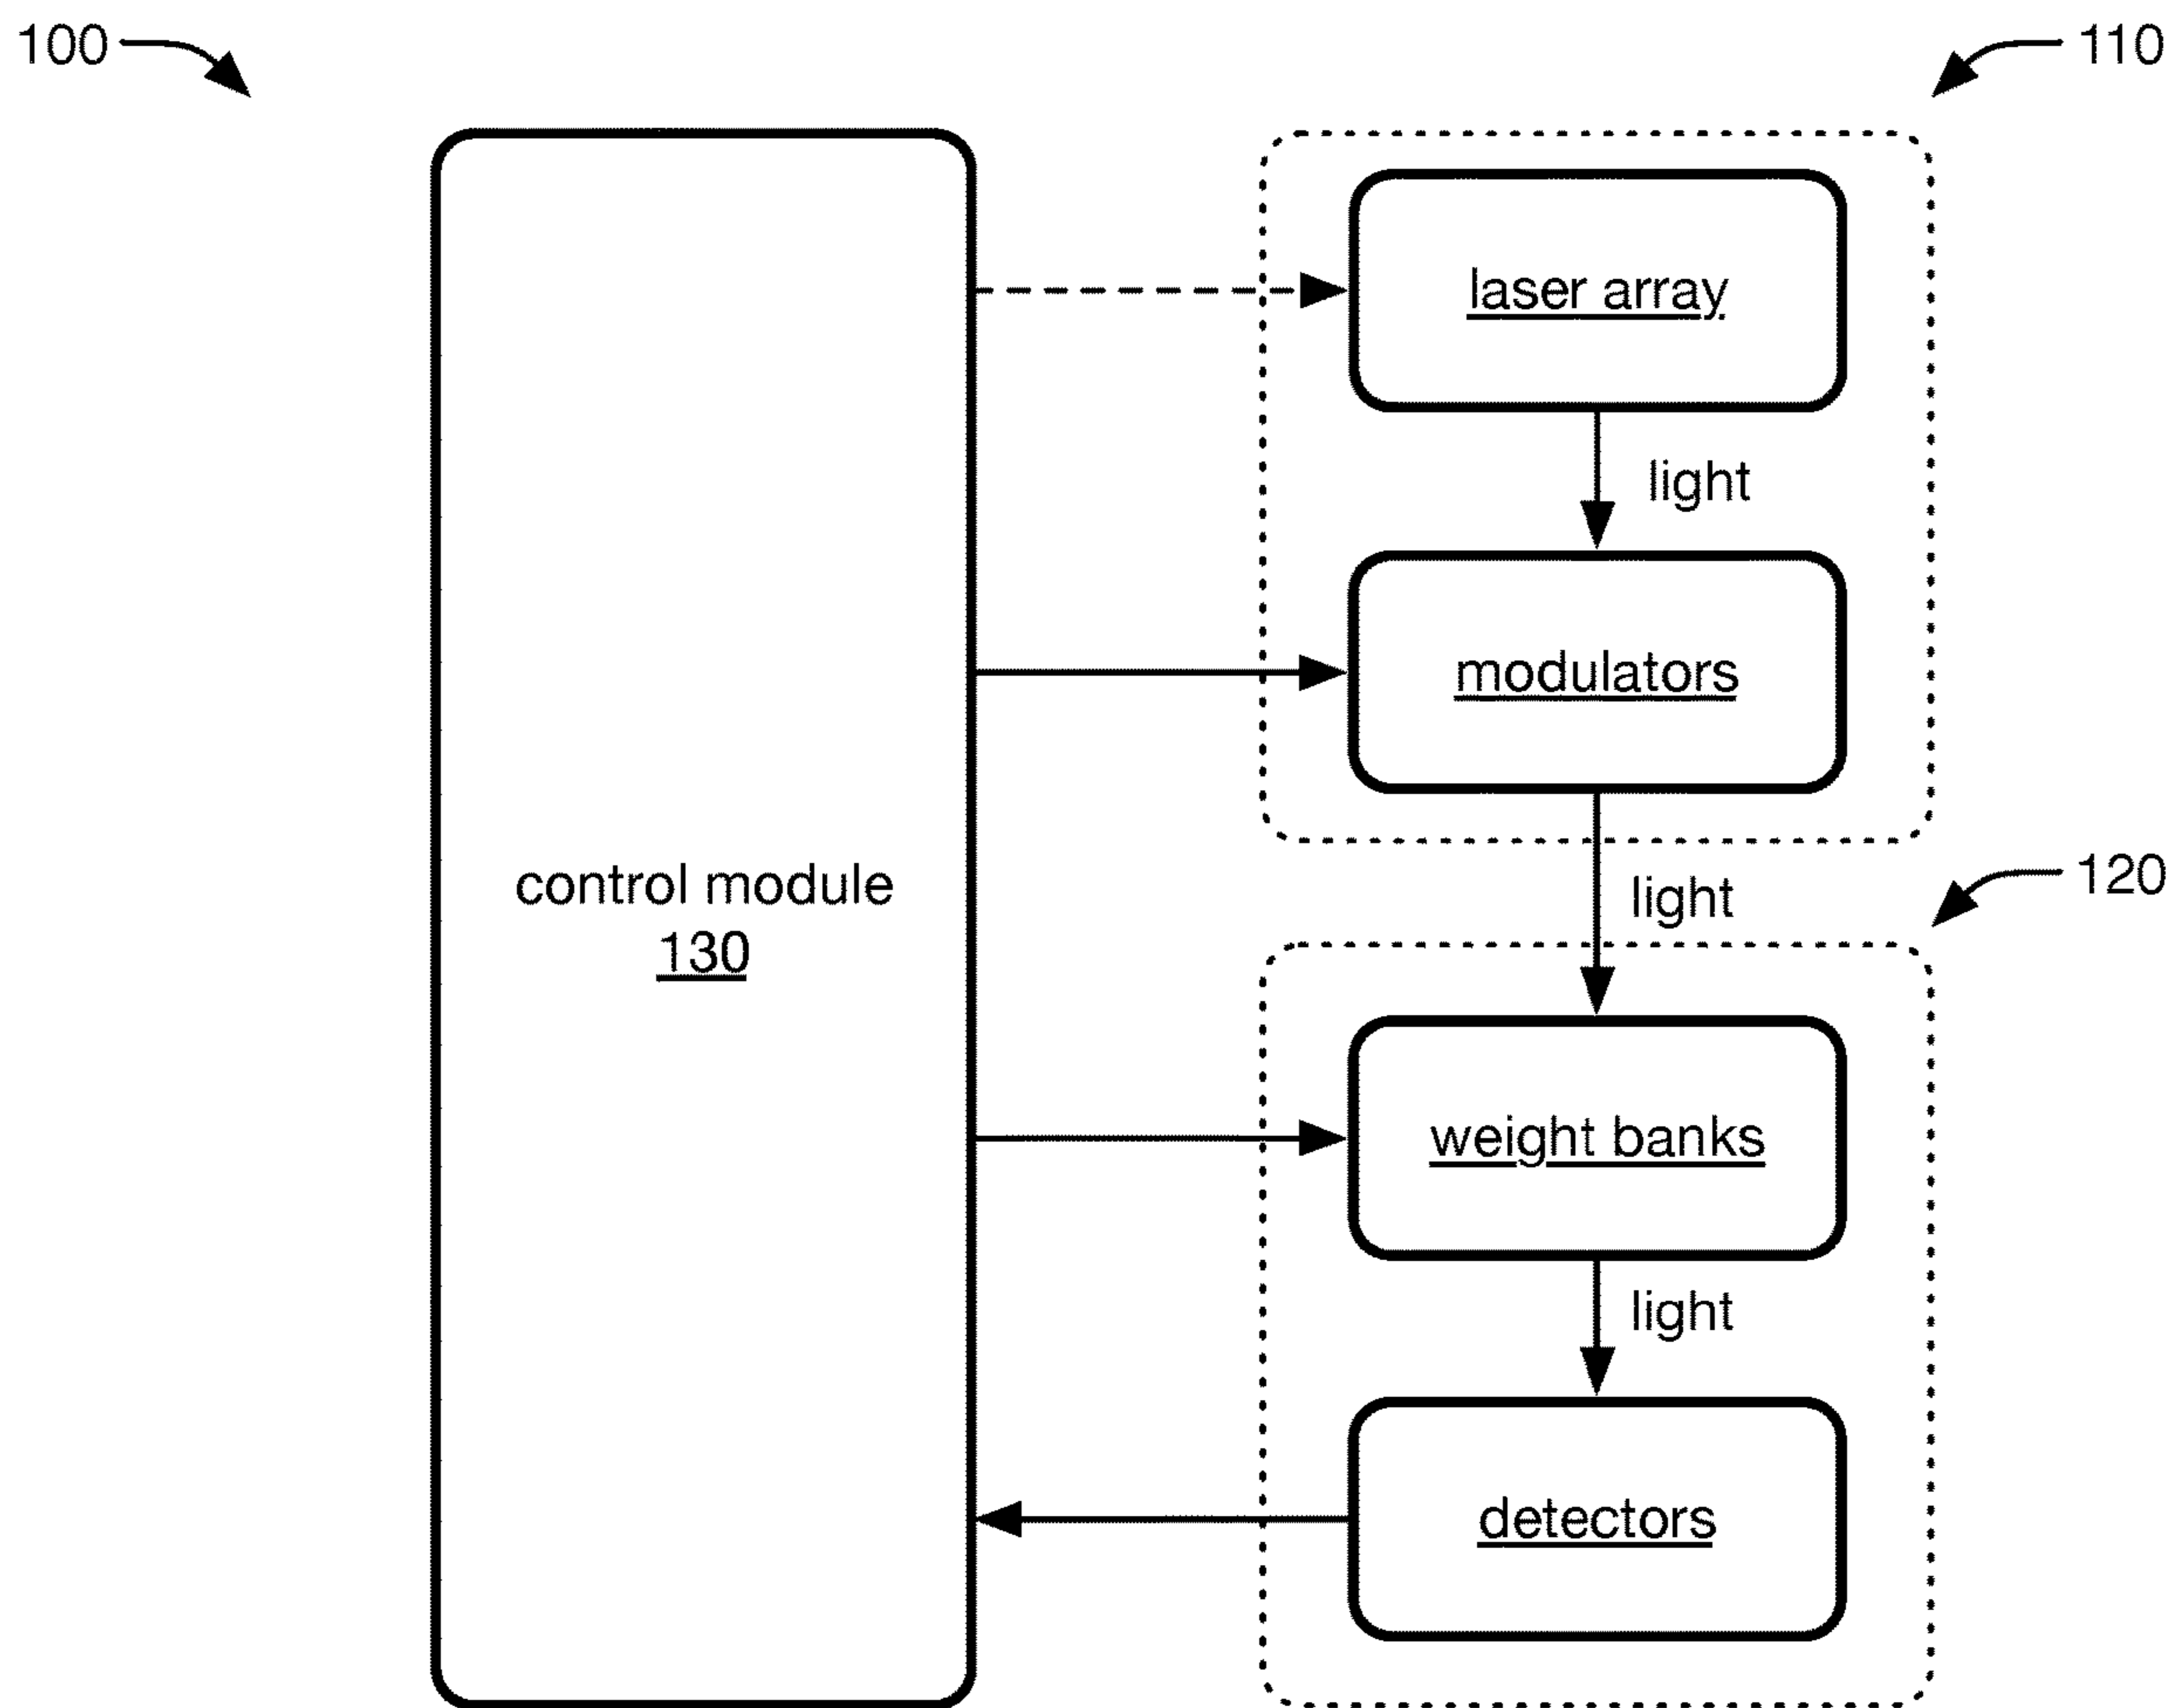 100
110
laser array
light
modulators
control module
130
light
120
weight banks
light
detectors